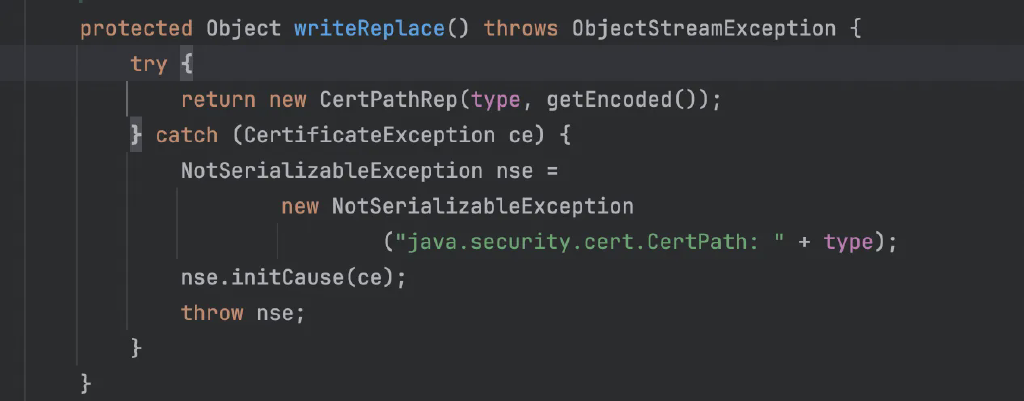 protected Object writeReplace() throws ObjectStreamException {
try {
return new CertPathRep(type, getEncoded());
} catch (CertificateException ce) {
NotSerializableException nse =
new NotSerializableException
("java.security.cert.CertPath: " + type);
nse.initCause(ce);
throw nse;
}
}